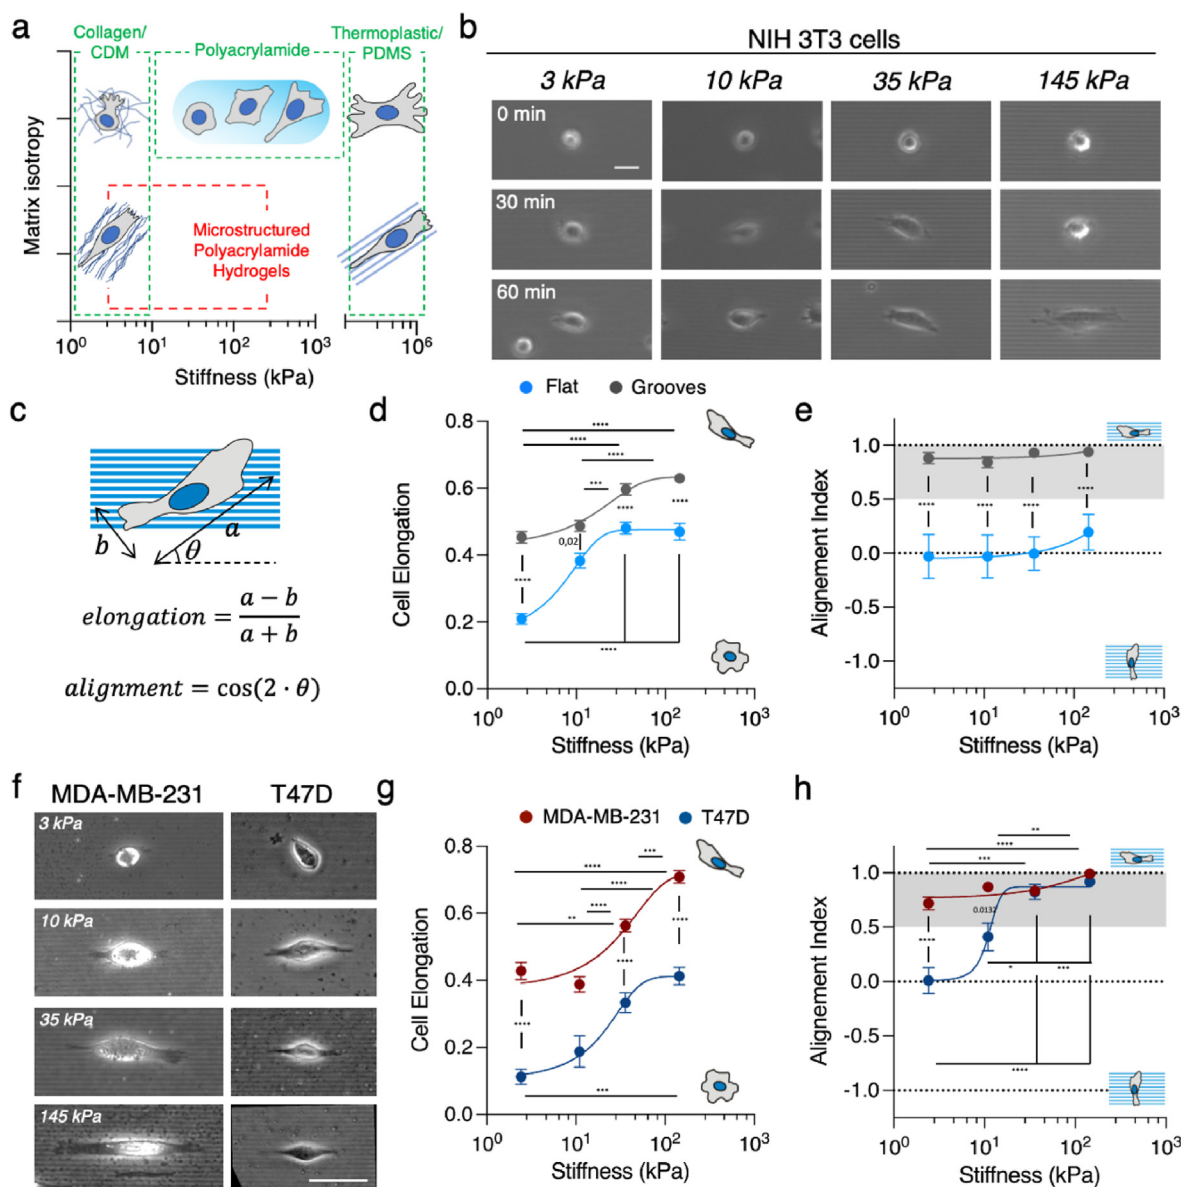 a
Collagen/
CDM
Polyacrylamide
Thermoplastic/
PDMS
Matrix isotropy
Microstructured
Polyacrylamide
Hydrogels
10⁰ 10¹ 10² 10³ 10⁶
Stiffness (kPa)
b
NIH 3T3 cells
3 kPa 10 kPa 35 kPa 145 kPa
0 min
30 min
60 min
c
a
b
θ
elongation = a − b / a + b
alignment = cos(2 · θ)
Flat Grooves
d
Cell Elongation
0.8
0.6
0.4
0.2
0.0
****
****
****
***
****
****
0,02
****
****
10⁰ 10¹ 10² 10³
Stiffness (kPa)
e
Alignement Index
1.0
0.5
0.0
-0.5
-1.0
**** **** **** ****
10⁰ 10¹ 10² 10³
Stiffness (kPa)
f
MDA-MB-231 T47D
3 kPa
10 kPa
35 kPa
145 kPa
g
MDA-MB-231 T47D
Cell Elongation
0.8
0.6
0.4
0.2
0.0
***
****
****
****
**
****
****
****
***
10⁰ 10¹ 10² 10³
Stiffness (kPa)
h
Alignement Index
1.0
0.5
0.0
-0.5
-1.0
**
****
***
0.0132
****
* ***
****
10⁰ 10¹ 10² 10³
Stiffness (kPa)